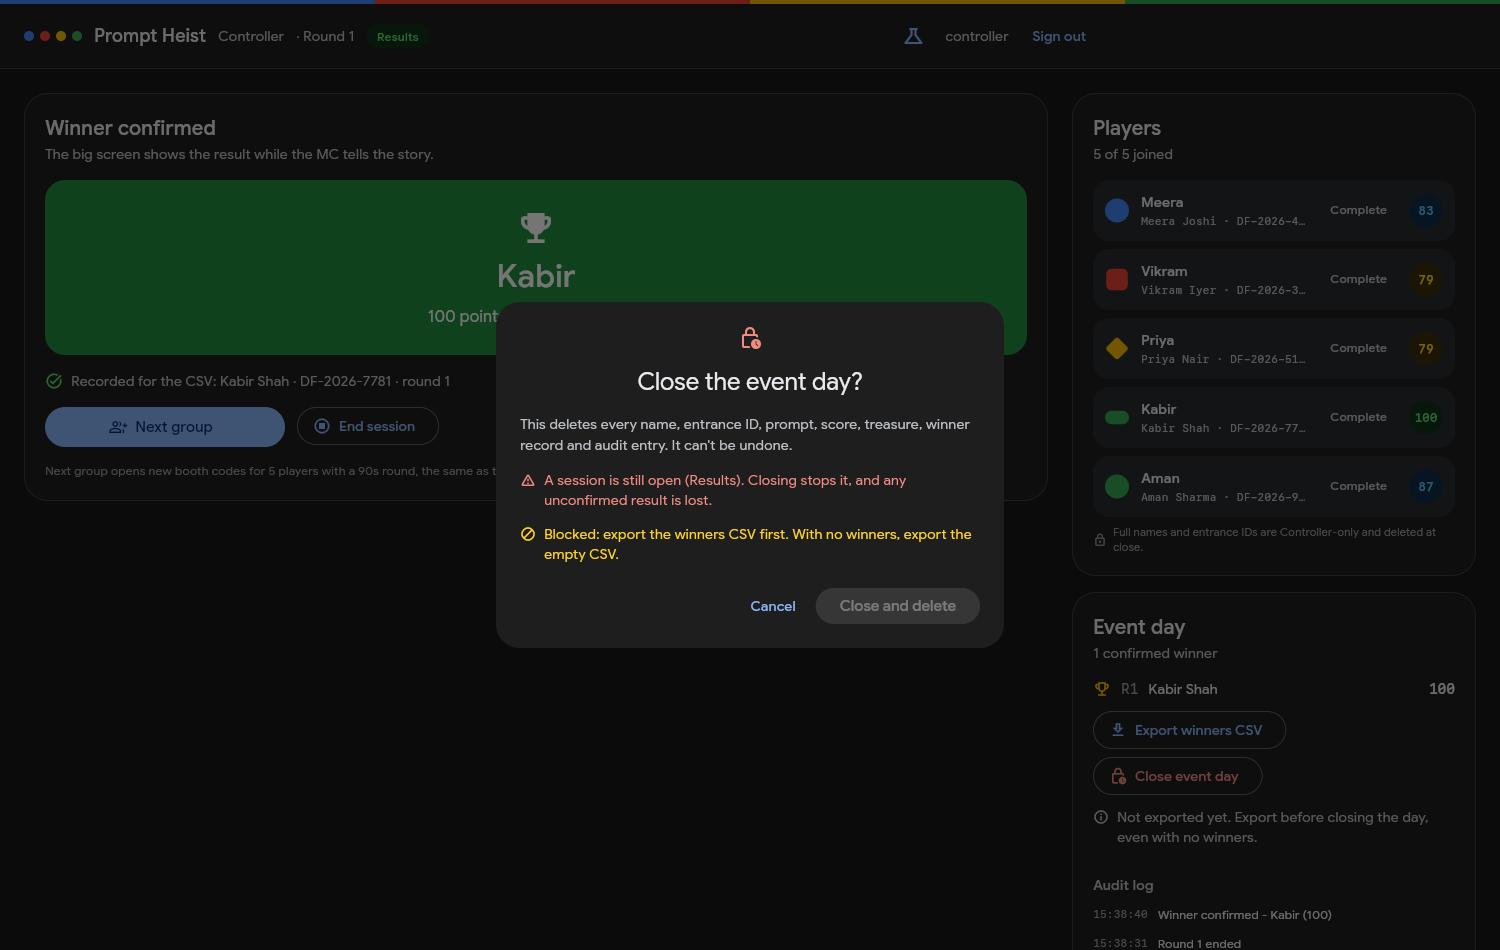 Prompt Heist Controller · Round 1 Results
controller Sign out
Winner confirmed
The big screen shows the result while the MC tells the story.
Kabir
100 point
Recorded for the CSV: Kabir Shah · DF-2026-7781 · round 1
Next group End session
Next group opens new booth codes for 5 players with a 90s round, the same as t
Close the event day?
This deletes every name, entrance ID, prompt, score, treasure, winner
record and audit entry. It can't be undone.
A session is still open (Results). Closing stops it, and any
unconfirmed result is lost.
Blocked: export the winners CSV first. With no winners, export the
empty CSV.
Cancel Close and delete
Players
5 of 5 joined
Meera
Meera Joshi · DF-2026-4…
Complete 83
Vikram
Vikram Iyer · DF-2026-3…
Complete 79
Priya
Priya Nair · DF-2026-51…
Complete 79
Kabir
Kabir Shah · DF-2026-77…
Complete 100
Aman
Aman Sharma · DF-2026-9…
Complete 87
Full names and entrance IDs are Controller-only and deleted at
close.
Event day
1 confirmed winner
R1 Kabir Shah 100
Export winners CSV
Close event day
Not exported yet. Export before closing the day,
even with no winners.
Audit log
15:38:40 Winner confirmed - Kabir (100)
15:38:31 Round 1 ended